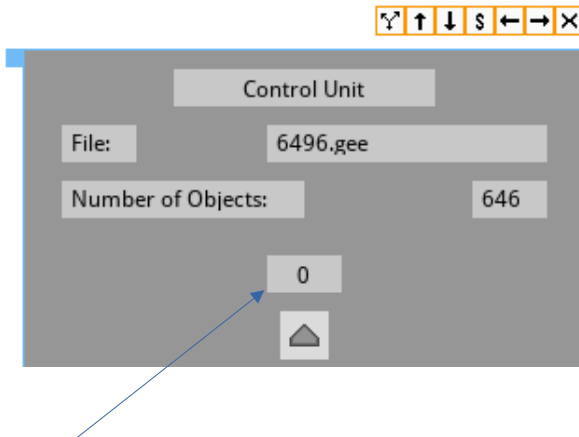 S
Control Unit
File: 6496.gee
Number of Objects: 646
0